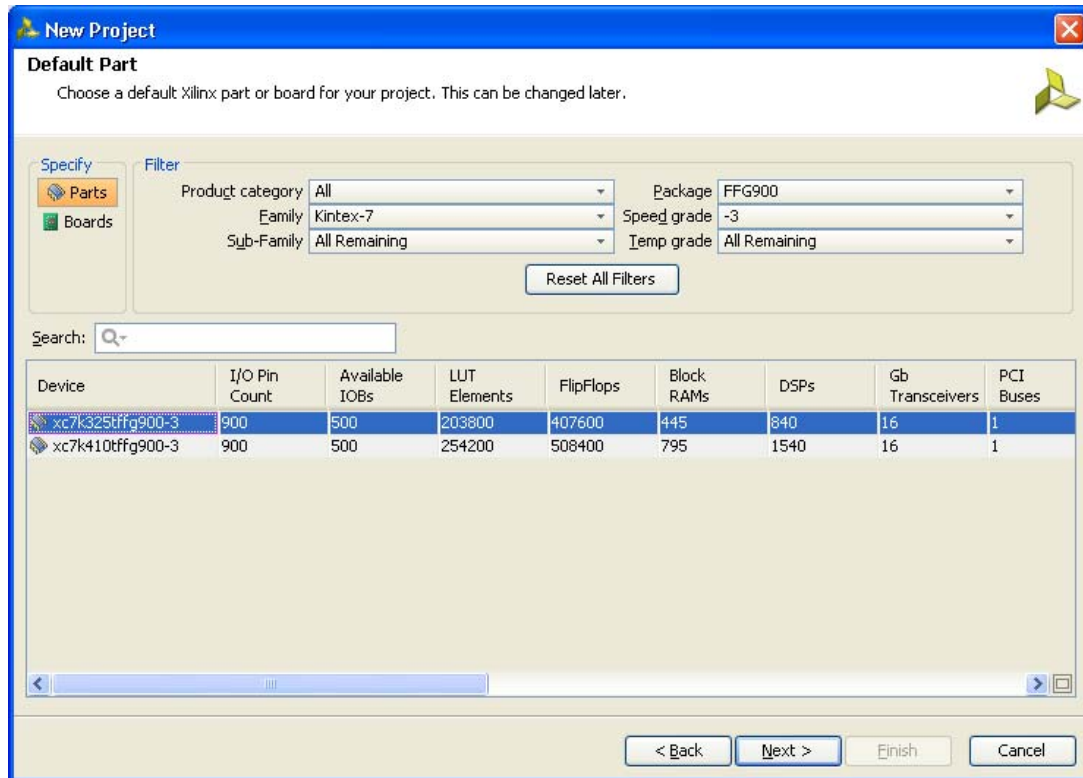 New Project
Default Part
Choose a default Xilinx part or board for your project. This can be changed later.
Specify
Parts
Boards
Filter
Product category All
Package FFG900
Family Kintex-7
Speed grade -3
Sub-Family All Remaining
Temp grade All Remaining
Reset All Filters
Search:
Device I/O Pin Count Available IOBs LUT Elements FlipFlops Block RAMs DSPs Gb Transceivers PCI Buses
xc7k325tffg900-3 900 500 203800 407600 445 840 16 1
xc7k410tffg900-3 900 500 254200 508400 795 1540 16 1
< Back Next > Finish Cancel